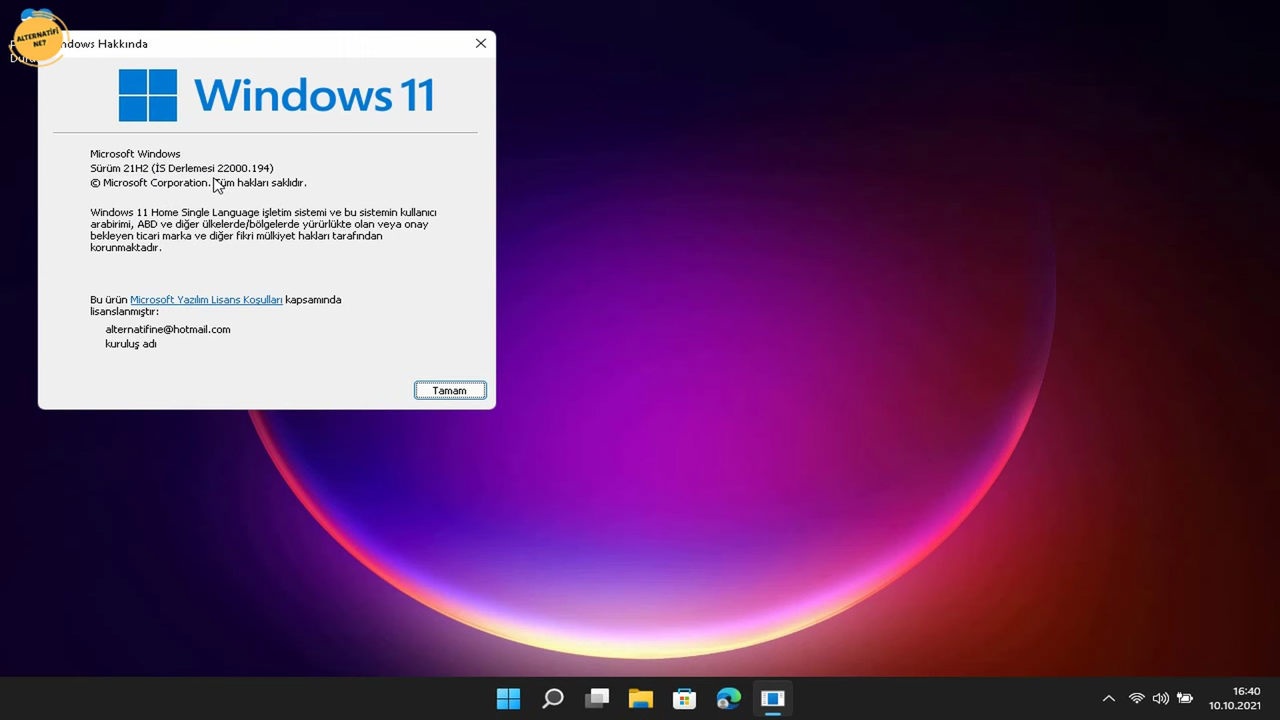 ALTERNATİFİ
NE?
ndows Hakkında
Windows 11
Microsoft Windows
Sürüm 21H2 (İS Derlemesi 22000.194)
© Microsoft Corporation. Tüm hakları saklıdır.
Windows 11 Home Single Language işletim sistemi ve bu sistemin kullanıcı
arabirimi, ABD ve diğer ülkelerde/bölgelerde yürürlükte olan veya onay
bekleyen ticari marka ve diğer fikri mülkiyet hakları tarafından
korunmaktadır.
Bu ürün Microsoft Yazılım Lisans Koşulları kapsamında
lisanslanmıştır:
alternatifine@hotmail.com
kuruluş adı
Tamam
16:40
10.10.2021